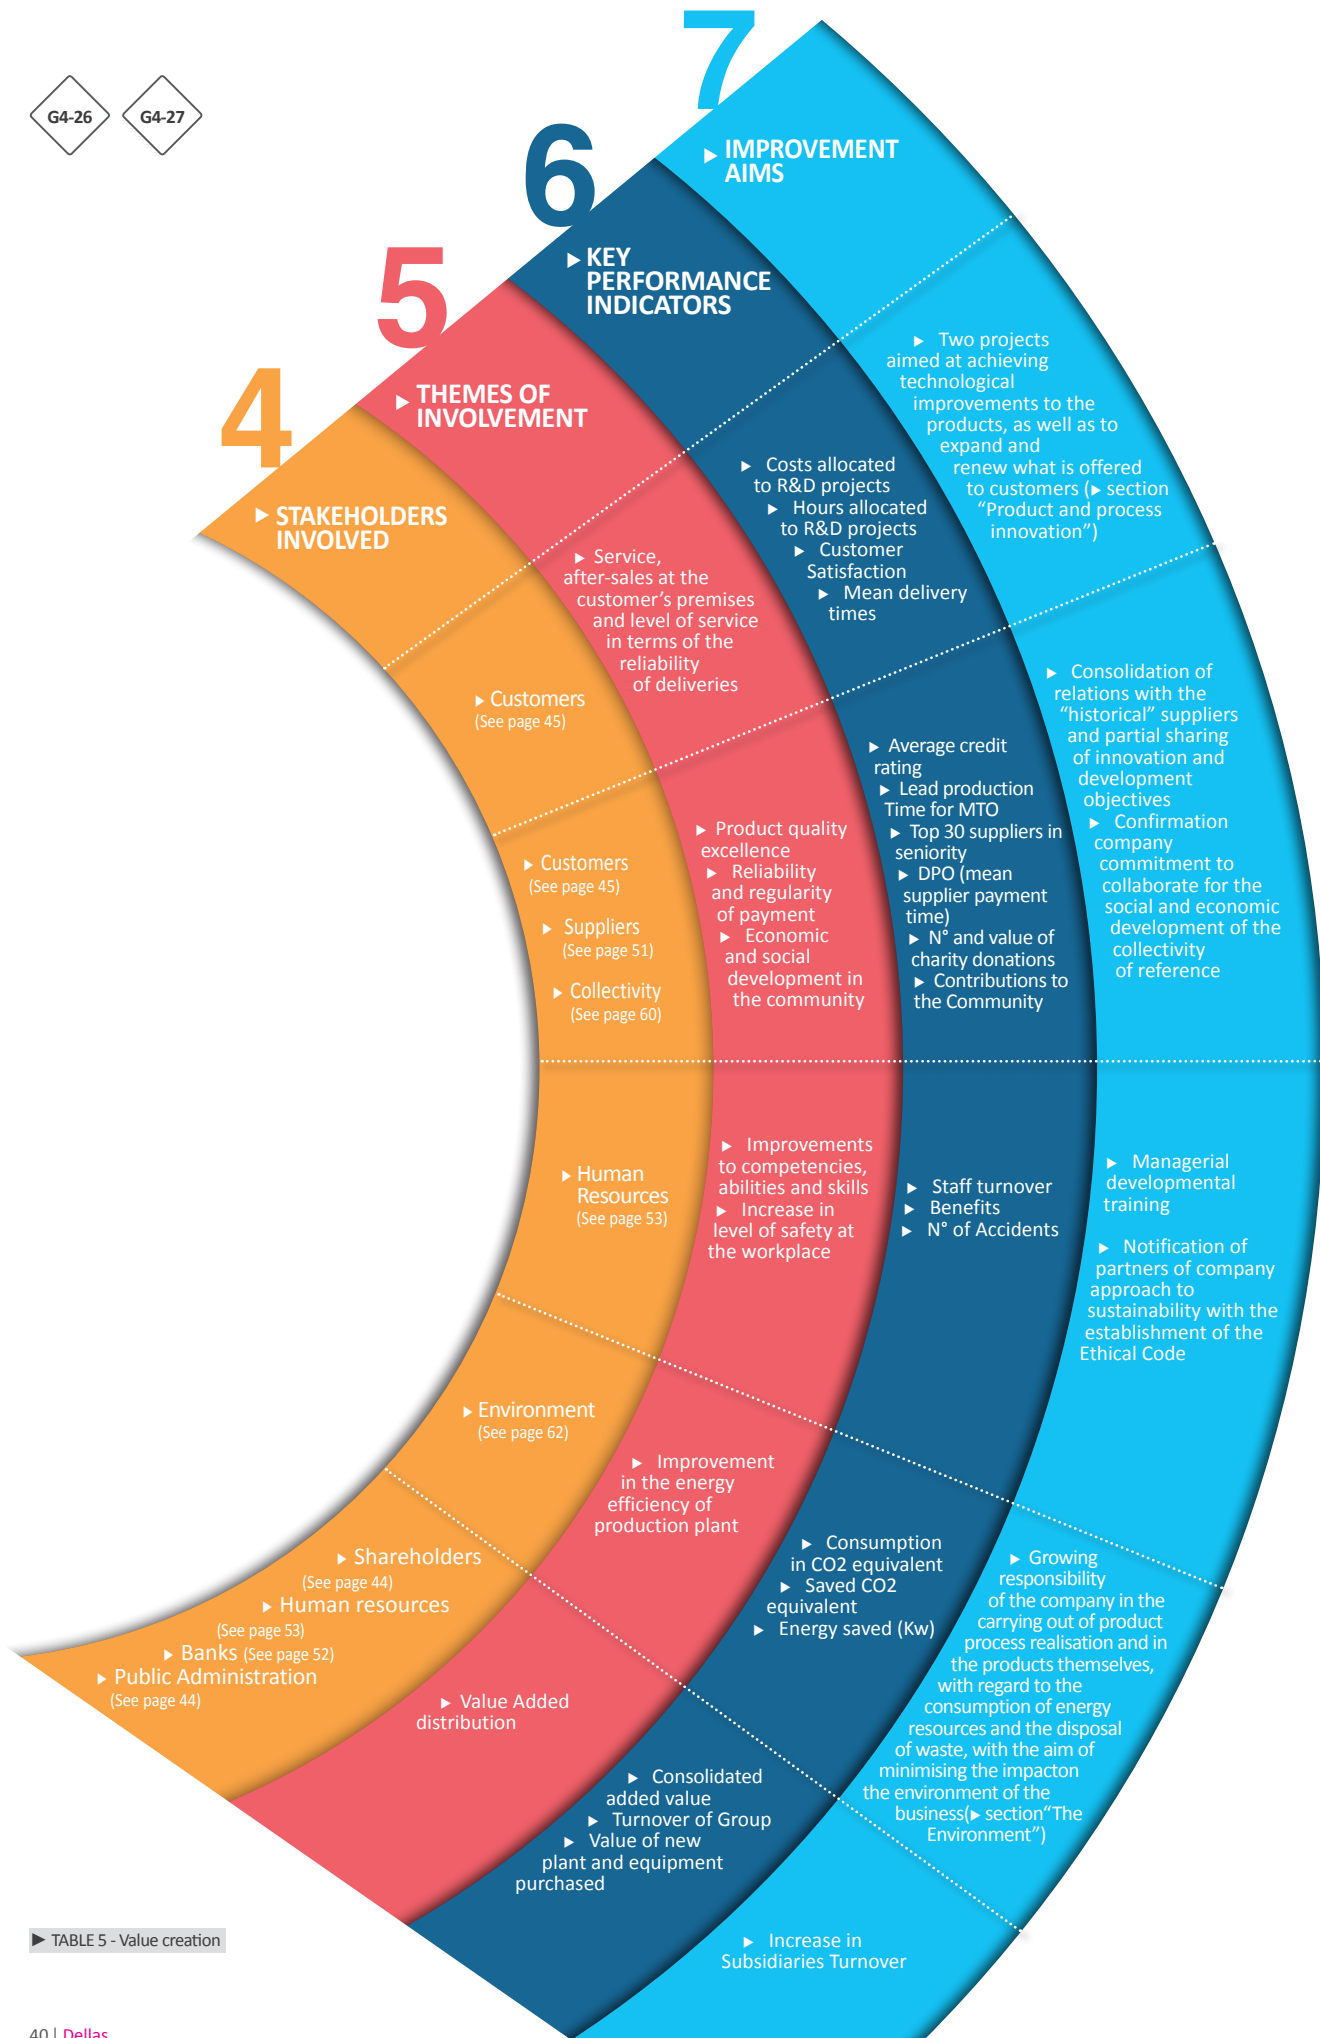 G4-26
G4-27
7
▶ IMPROVEMENT
AIMS
6
▶ KEY
PERFORMANCE
INDICATORS
5
▶ THEMES OF
INVOLVEMENT
4
▶ STAKEHOLDERS
INVOLVED
▶ Customers
(See page 45)
▶ Service,
after-sales at the
customer's premises
and level of service
in terms of the
reliability
of deliveries
▶ Costs allocated
to R&D projects
▶ Hours allocated
to R&D projects
▶ Customer
Satisfaction
▶ Mean delivery
times
▶ Two projects
aimed at achieving
technological
improvements to the
products, as well as to
expand and
renew what is offered
to customers (▶ section
“Product and process
innovation”)
▶ Customers
(See page 45)
▶ Suppliers
(See page 51)
▶ Collectivity
(See page 60)
▶ Product quality
excellence
▶ Reliability
and regularity
of payment
▶ Economic
and social
development in
the community
▶ Average credit
rating
▶ Lead production
Time for MTO
▶ Top 30 suppliers in
seniority
▶ DPO (mean
supplier payment
time)
▶ N° and value of
charity donations
▶ Contributions to
the Community
▶ Consolidation of
relations with the
“historical” suppliers
and partial sharing
of innovation and
development
objectives
▶ Confirmation
company
commitment to
collaborate for the
social and economic
development of the
collectivity
of reference
▶ Human
Resources
(See page 53)
▶ Improvements
to competencies,
abilities and skills
▶ Increase in
level of safety at
the workplace
▶ Staff turnover
▶ Benefits
▶ N° of Accidents
▶ Managerial
developmental
training
▶ Notification of
partners of company
approach to
sustainability with the
establishment of the
Ethical Code
▶ Environment
(See page 62)
▶ Improvement
in the energy
efficiency of
production plant
▶ Consumption
in CO2 equivalent
▶ Saved CO2
equivalent
▶ Energy saved (Kw)
▶ Growing
responsibility
of the company in the
carrying out of product
process realisation and in
the products themselves,
with regard to the
consumption of energy
resources and the disposal
of waste, with the aim of
minimising the impacton
the environment of the
business(▶ section“The
Environment”)
▶ Shareholders
(See page 44)
▶ Human resources
(See page 53)
▶ Banks (See page 52)
▶ Public Administration
(See page 44)
▶ Value Added
distribution
▶ Consolidated
added value
▶ Turnover of Group
▶ Value of new
plant and equipment
purchased
▶ Increase in
Subsidiaries Turnover
▶ TABLE 5 - Value creation
40 | Dellas